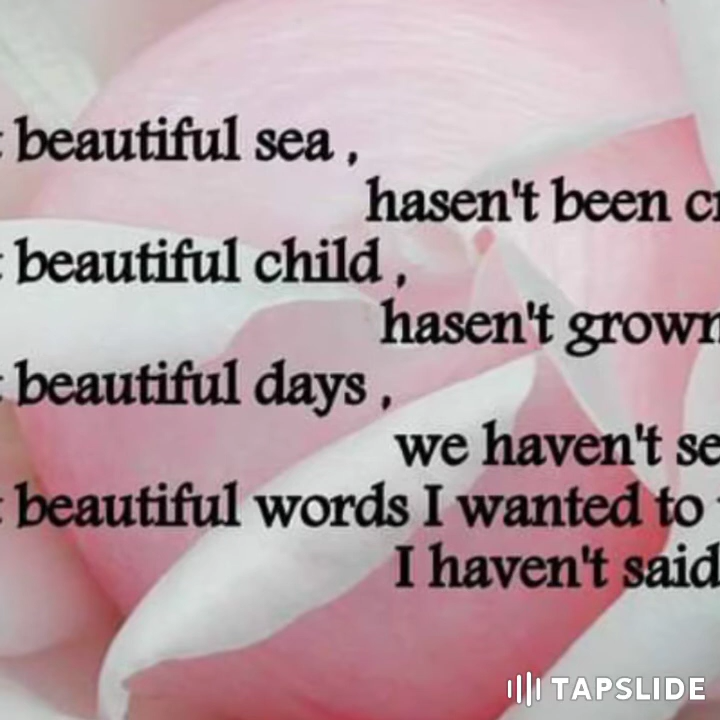 beautiful sea ,
hasen't been
beautiful child ,
hasen't grown
beautiful days ,
we haven't
beautiful words I wanted to
I haven't said
TAPSLIDE